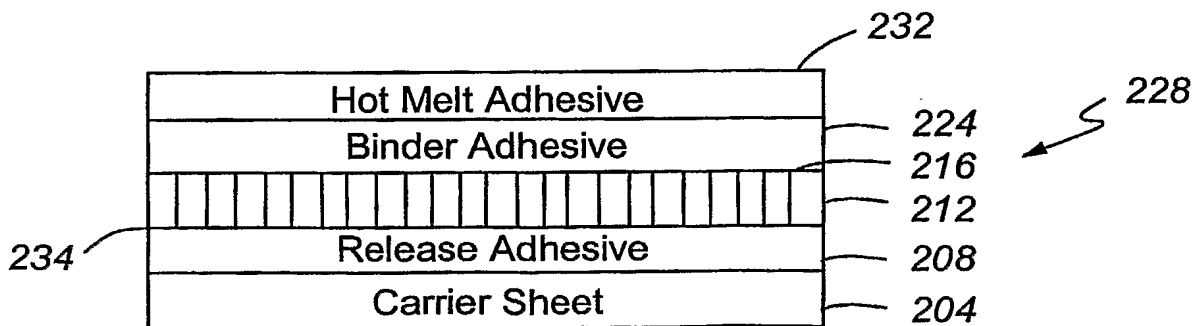 232
Hot Melt Adhesive
228
224
Binder Adhesive
216
212
234
Release Adhesive
208
Carrier Sheet
204